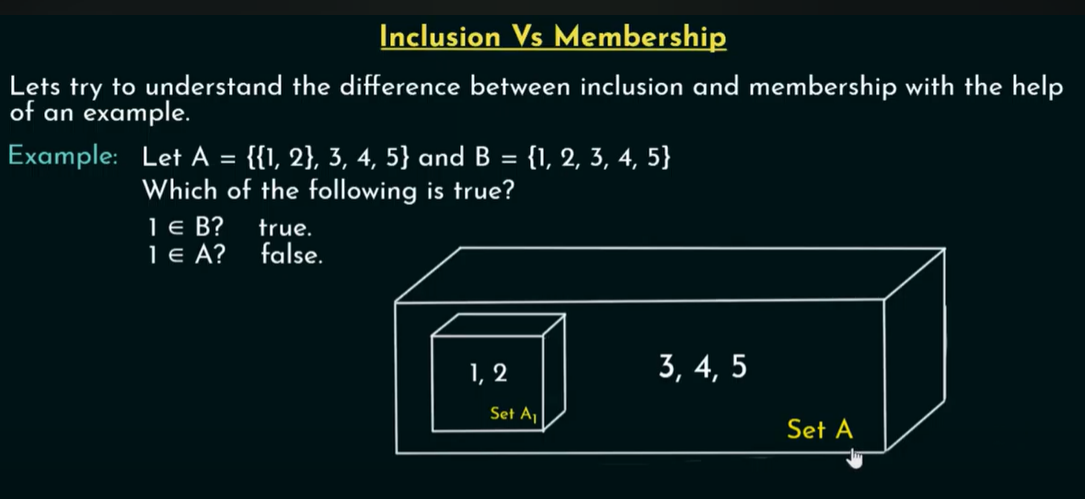 Inclusion Vs Membership
Lets try to understand the difference between inclusion and membership with the help
of an example.
Example: Let A = {{1, 2}, 3, 4, 5} and B = {1, 2, 3, 4, 5}
Which of the following is true?
1 ∈ B? true.
1 ∈ A? false.
1, 2
3, 4, 5
Set A₁
Set A